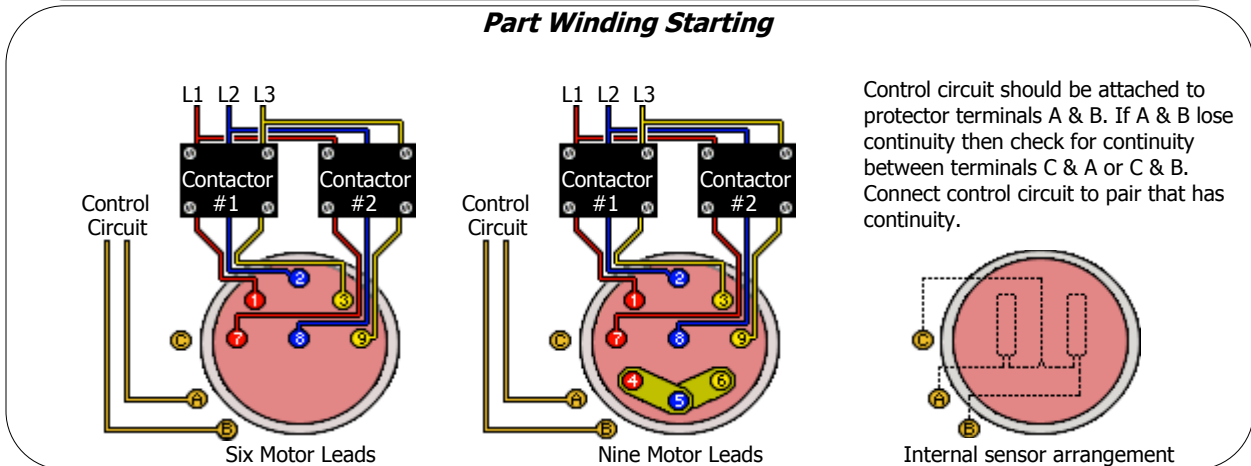 Part Winding Starting
L1 L2 L3
Contactor #1
Contactor #2
Control Circuit
2
1
3
7
8
9
C
A
B
Six Motor Leads
L1 L2 L3
Contactor #1
Contactor #2
Control Circuit
2
1
3
7
8
9
C
4
6
5
A
B
Nine Motor Leads
Control circuit should be attached to
protector terminals A & B. If A & B lose
continuity then check for continuity
between terminals C & A or C & B.
Connect control circuit to pair that has
continuity.
C
A
B
Internal sensor arrangement